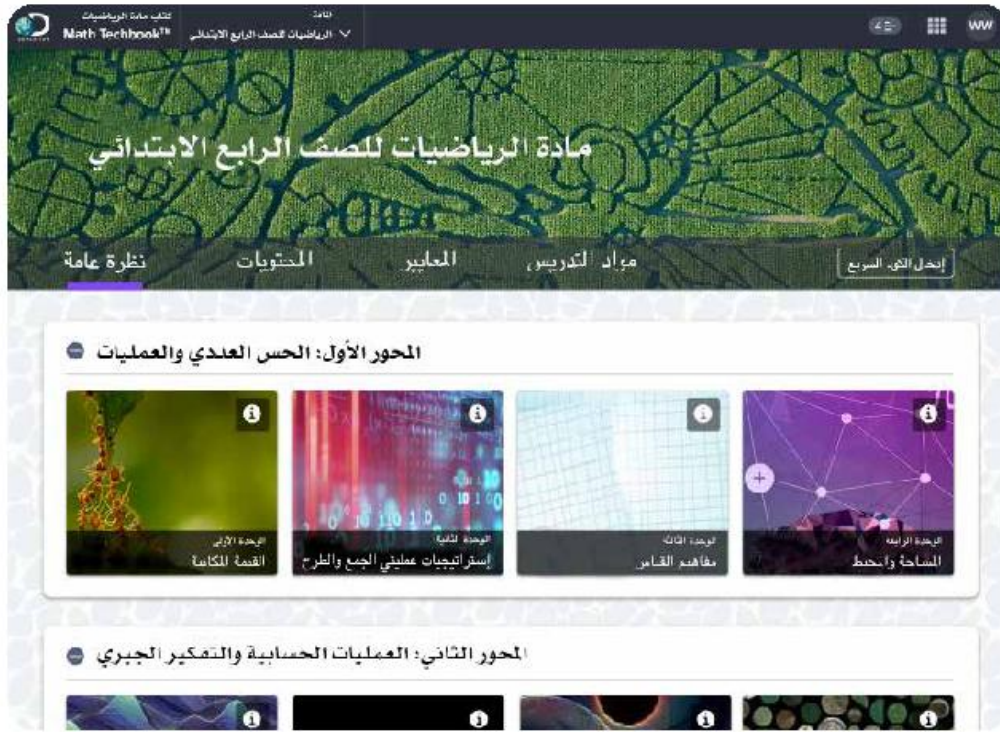 كتاب مادة الرياضيات
Math Techbook™
المادة
الرياضيات للصف الرابع الابتدائي
WW
مادة الرياضيات للصف الرابع الابتدائي
نظرة عامة
المحتويات
المعايير
مواد التدريس
إدخال الكود السريع
المحور الأول: الحس العددي والعمليات
الوحدة الأولى
القيمة المكانية
الوحدة الثانية
إستراتيجيات عمليتي الجمع والطرح
الوحدة الثالثة
مفاهيم القياس
الوحدة الرابعة
المساحة والمحيط
المحور الثاني: العمليات الحسابية والتفكير الجبري